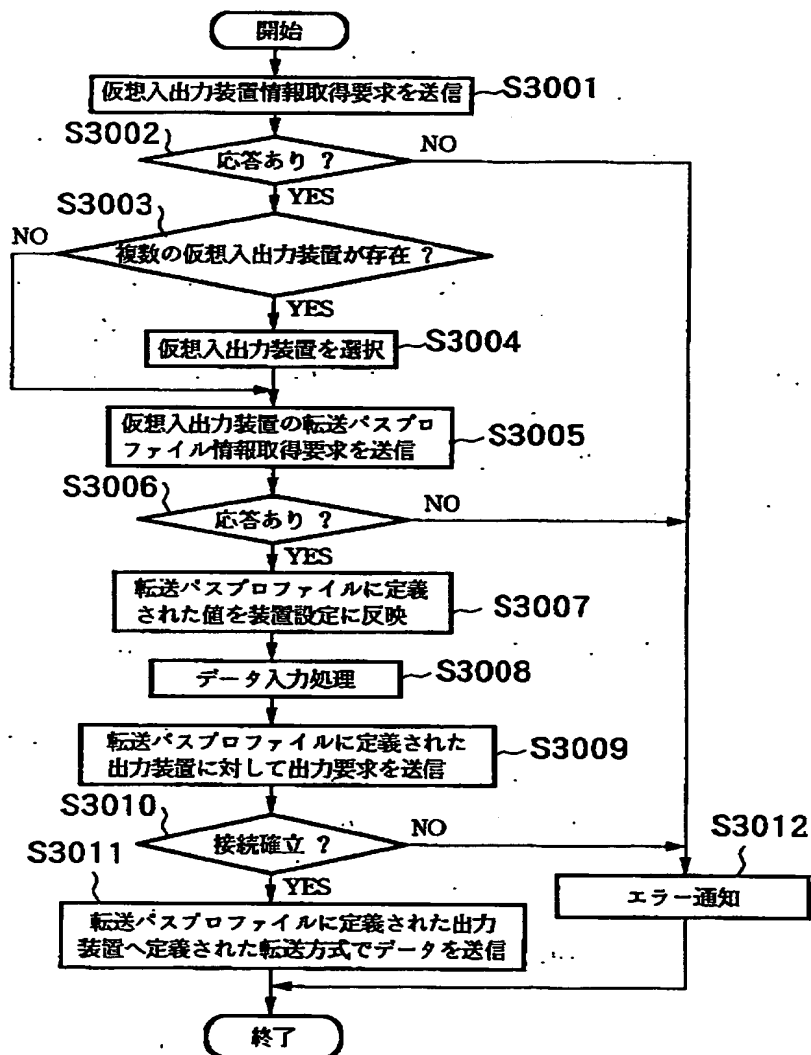 開始
仮想入出力装置情報取得要求を送信
S3001
S3002
応答あり ?
NO
YES
S3003
NO
複数の仮想入出力装置が存在 ?
YES
仮想入出力装置を選択
S3004
仮想入出力装置の転送パスプロ
ファイル情報取得要求を送信
S3005
S3006
応答あり ?
NO
YES
転送パスプロファイルに定義
された値を装置設定に反映
S3007
データ入力処理
S3008
転送パスプロファイルに定義された
出力装置に対して出力要求を送信
S3009
S3010
接続確立 ?
NO
S3012
S3011
YES
エラー通知
転送パスプロファイルに定義された出力
装置へ定義された転送方式でデータを送信
終了